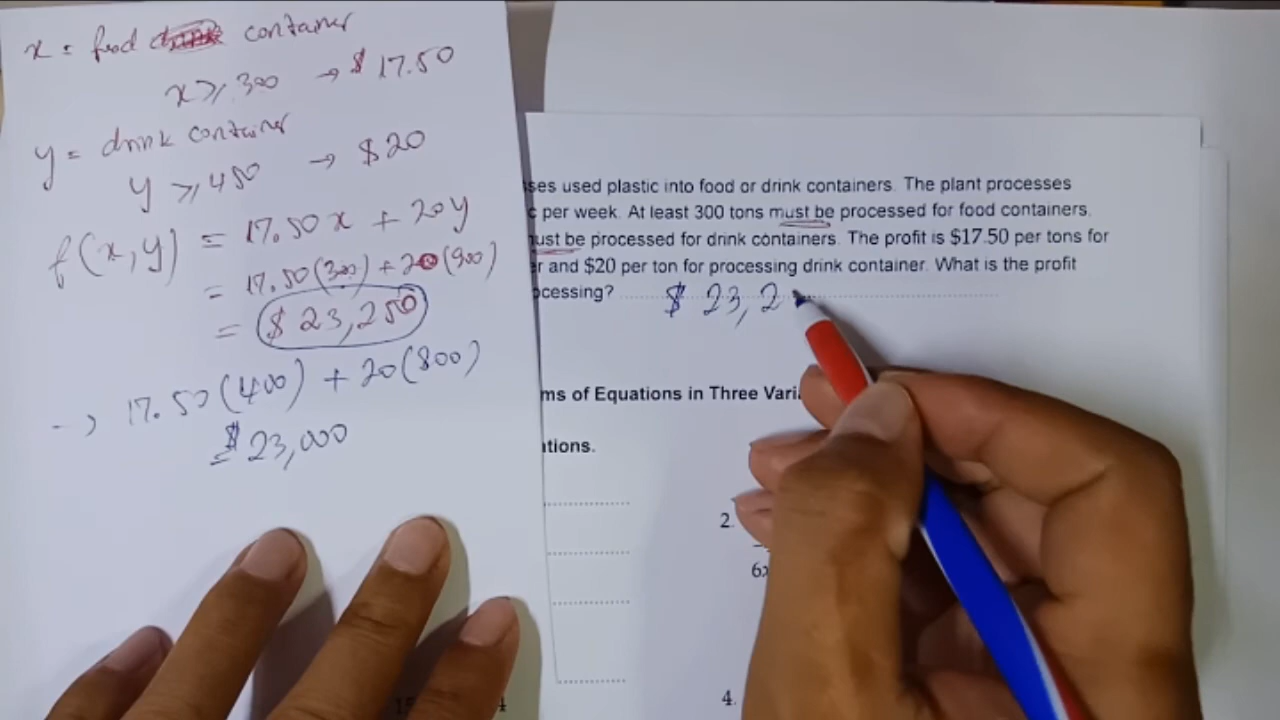 x = food container
x ≥ 300 → $ 17.50
y = drink container
y ≥ 450 → $20
f(x,y) = 17.50x + 20y
= 17.50(300) + 20(900)
= $ 23,250
→ 17.50(400) + 20(800)
= $ 23,000
ses used plastic into food or drink containers. The plant processes
c per week. At least 300 tons must be processed for food containers.
ust be processed for drink containers. The profit is $17.50 per tons for
r and $20 per ton for processing drink container. What is the profit
ocessing? $ 23, 2
ms of Equations in Three Varia
tions.
2.
6x
4.